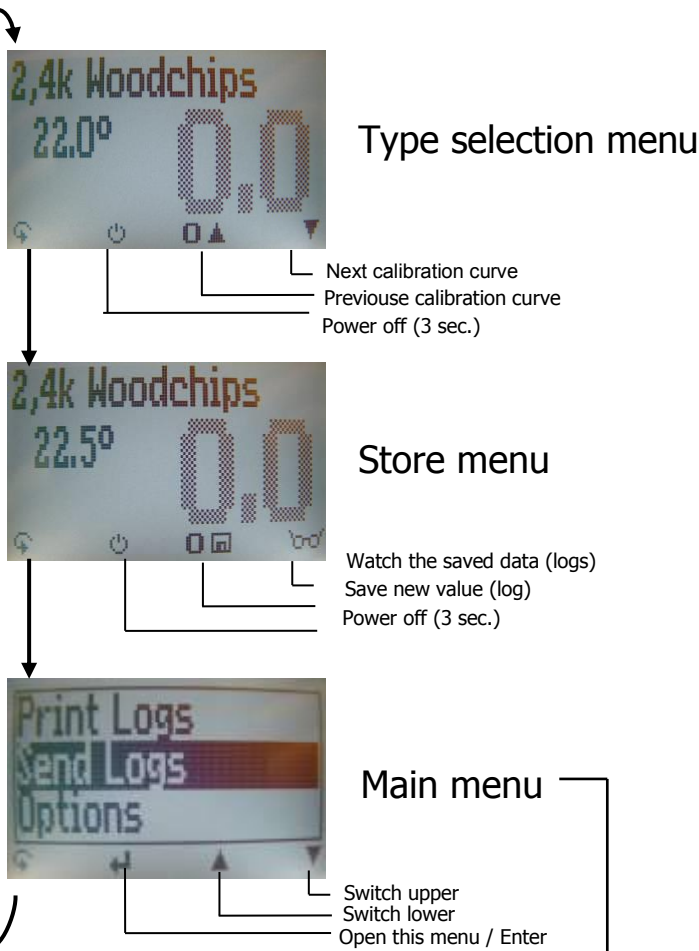 2,4k Woodchips
22.0° 0.0
Type selection menu
Next calibration curve
Previouse calibration curve
Power off (3 sec.)
2,4k Woodchips
22.5° 0.0
Store menu
Watch the saved data (logs)
Save new value (log)
Power off (3 sec.)
Print Logs
Send Logs
Options
Main menu
Switch upper
Switch lower
Open this menu / Enter